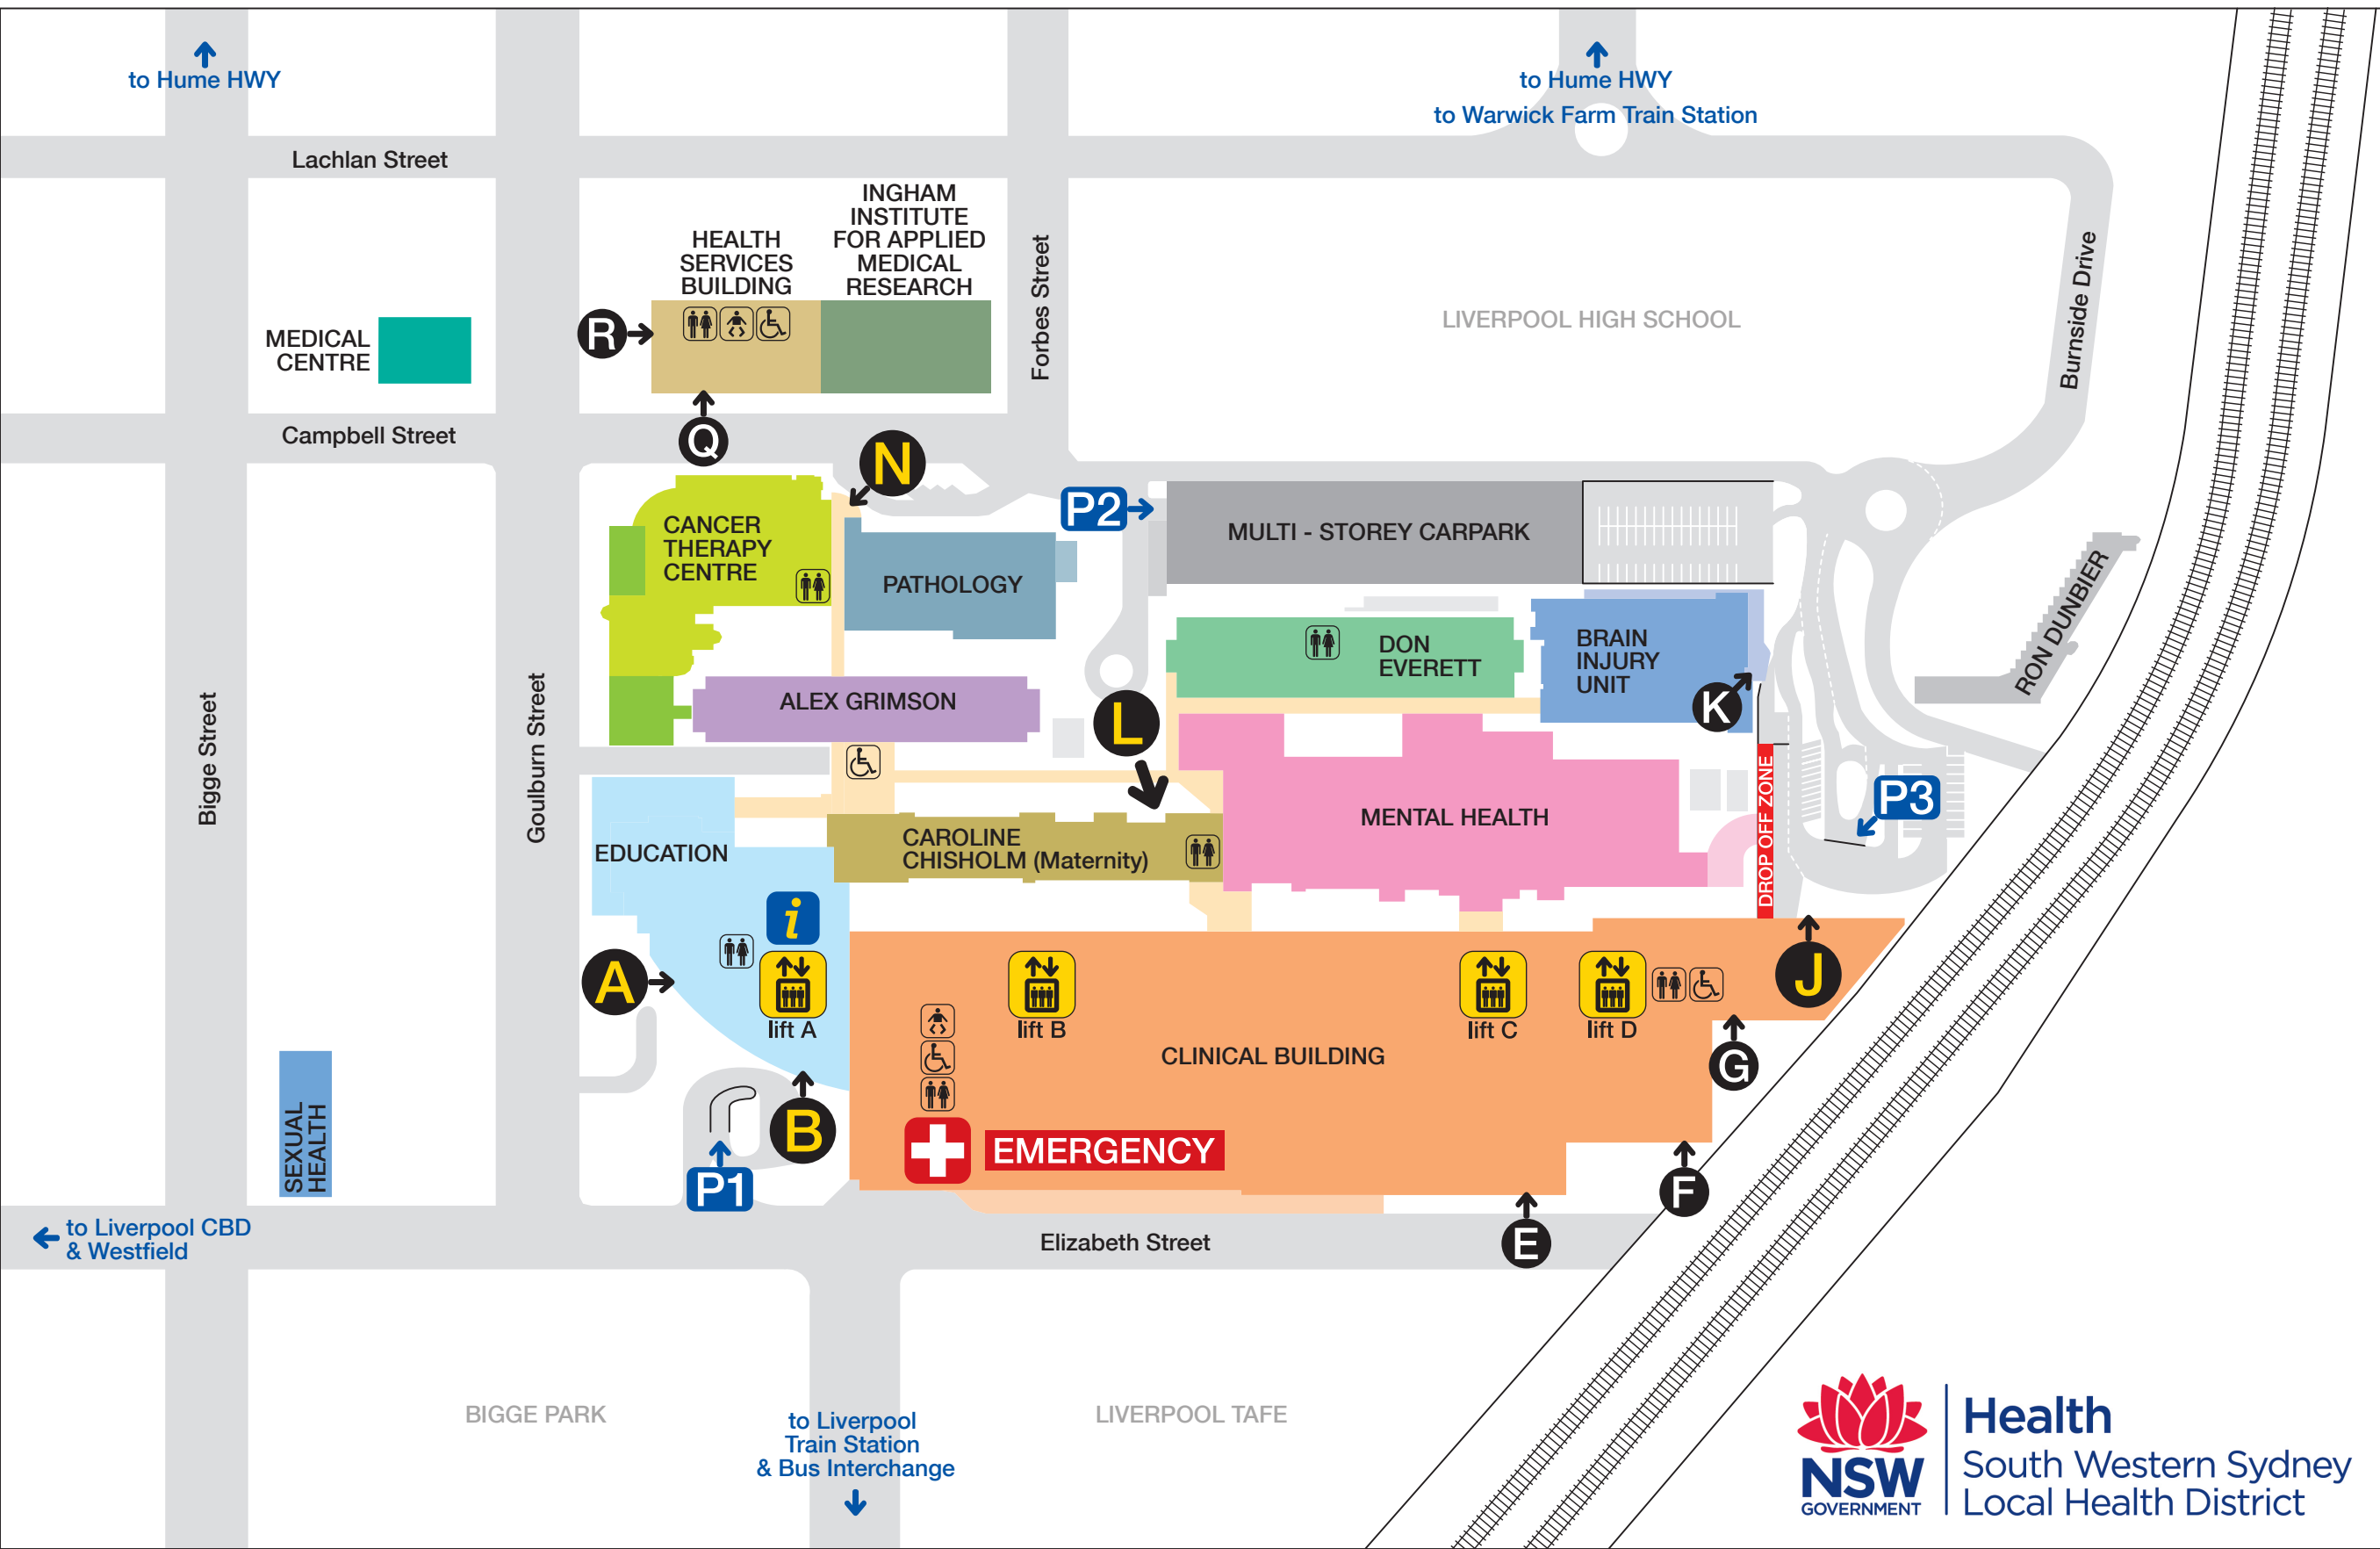 to Hume HWY
to Hume HWY
to Warwick Farm Train Station
Lachlan Street
HEALTH
SERVICES
BUILDING
INGHAM
INSTITUTE
FOR APPLIED
MEDICAL
RESEARCH
Forbes Street
LIVERPOOL HIGH SCHOOL
Burnside Drive
MEDICAL
CENTRE
R
Campbell Street
Q
N
CANCER
THERAPY
CENTRE
PATHOLOGY
P2
MULTI - STOREY CARPARK
RON DUNBIER
DON
EVERETT
BRAIN
INJURY
UNIT
K
ALEX GRIMSON
L
Bigge Street
Goulburn Street
EDUCATION
CAROLINE
CHISHOLM (Maternity)
MENTAL HEALTH
DROP OFF ZONE
P3
i
A
lift A
lift B
lift C
lift D
J
CLINICAL BUILDING
G
SEXUAL
HEALTH
B
EMERGENCY
P1
F
to Liverpool CBD
& Westfield
Elizabeth Street
E
BIGGE PARK
to Liverpool
Train Station
& Bus Interchange
LIVERPOOL TAFE
NSW
GOVERNMENT
Health
South Western Sydney
Local Health District